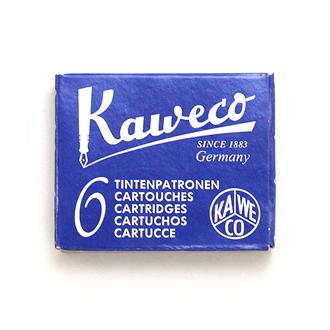 Kaweco
SINCE 1883
Germany
6
TINTENPATRONEN
CARTOUCHES
CARTRIDGES
CARTUCHOS
CARTUCCE
KA WE
CO